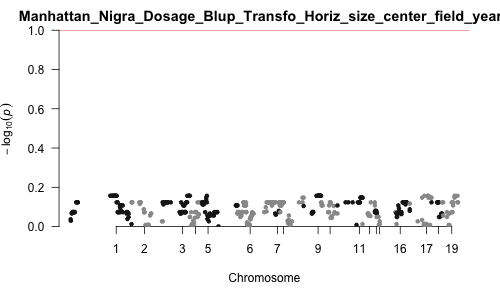 Manhattan_Nigra_Dosage_Blup_Transfo_Horiz_size_center_field_year
1.0
0.8
0.6
0.4
0.2
0.0
− log10(p)
1 2 3 5 6 7 9 11 16 17 19
Chromosome